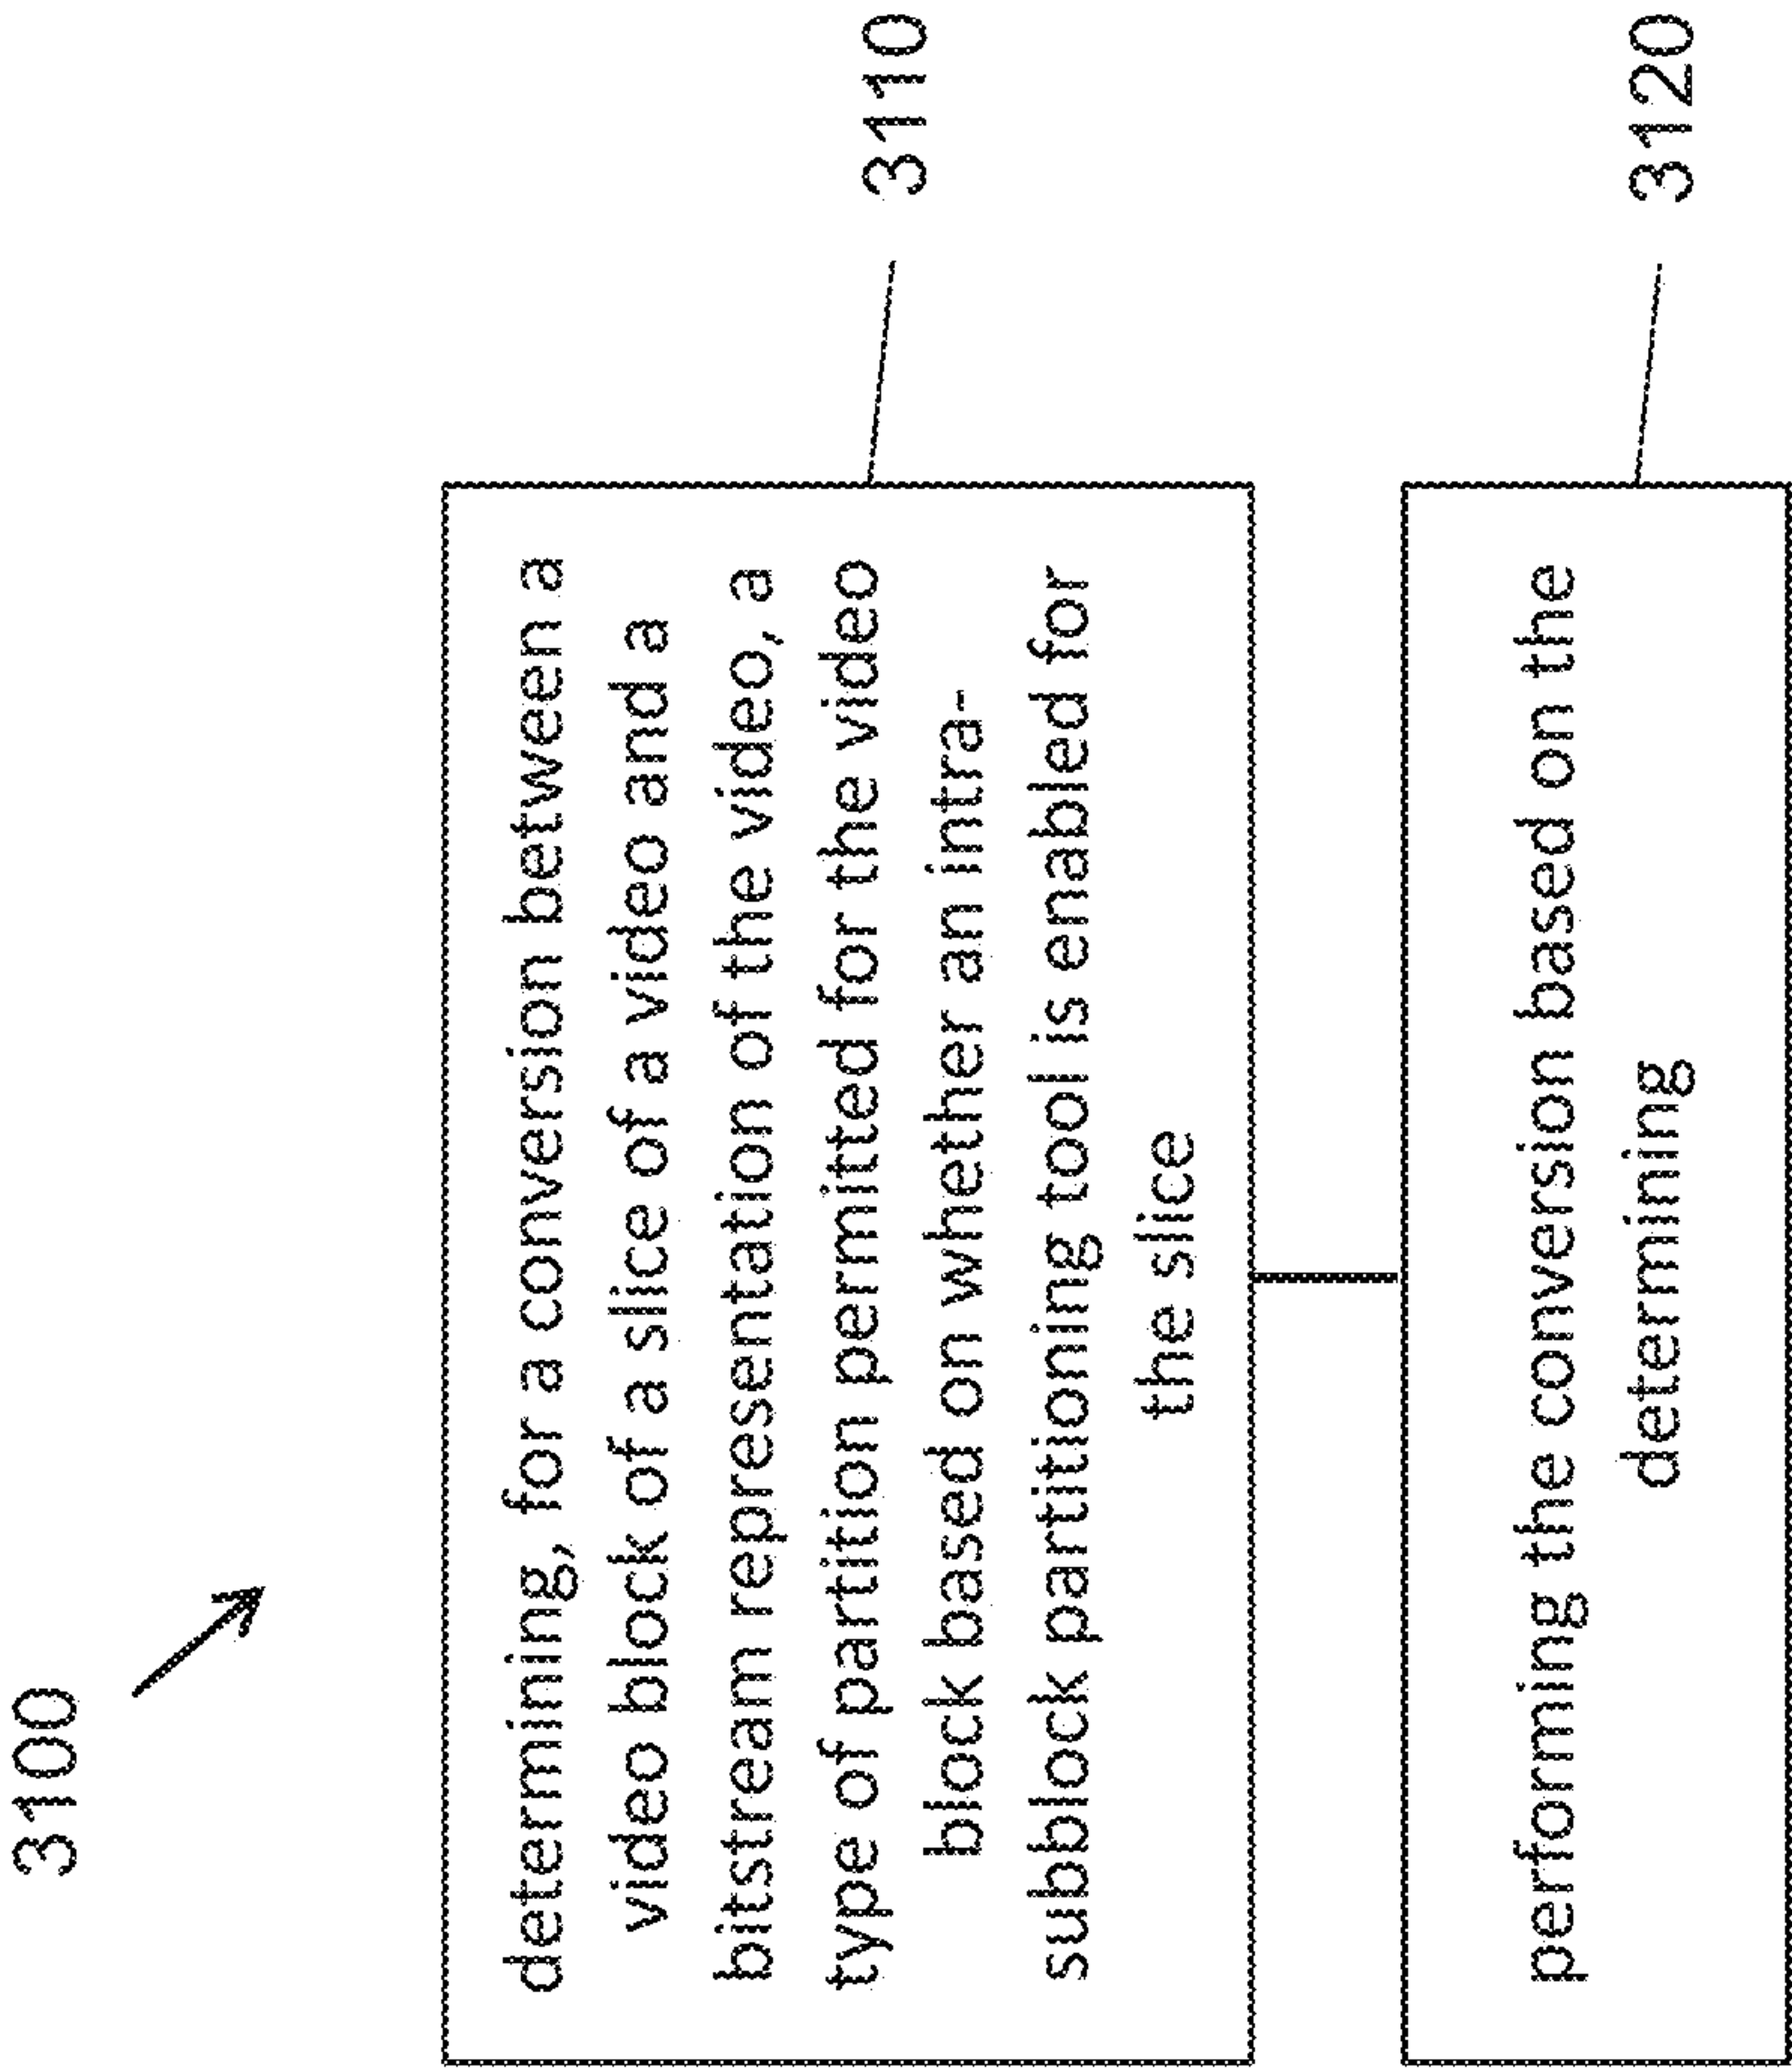 3100
determining, for a conversion between a
video block of a slice of a video and a
bitstream representation of the video, a
type of partition permitted for the video
block based on whether an intra-
subblock partitioning tool is enabled for
the slice
3110
performing the conversion based on the
determining
3120